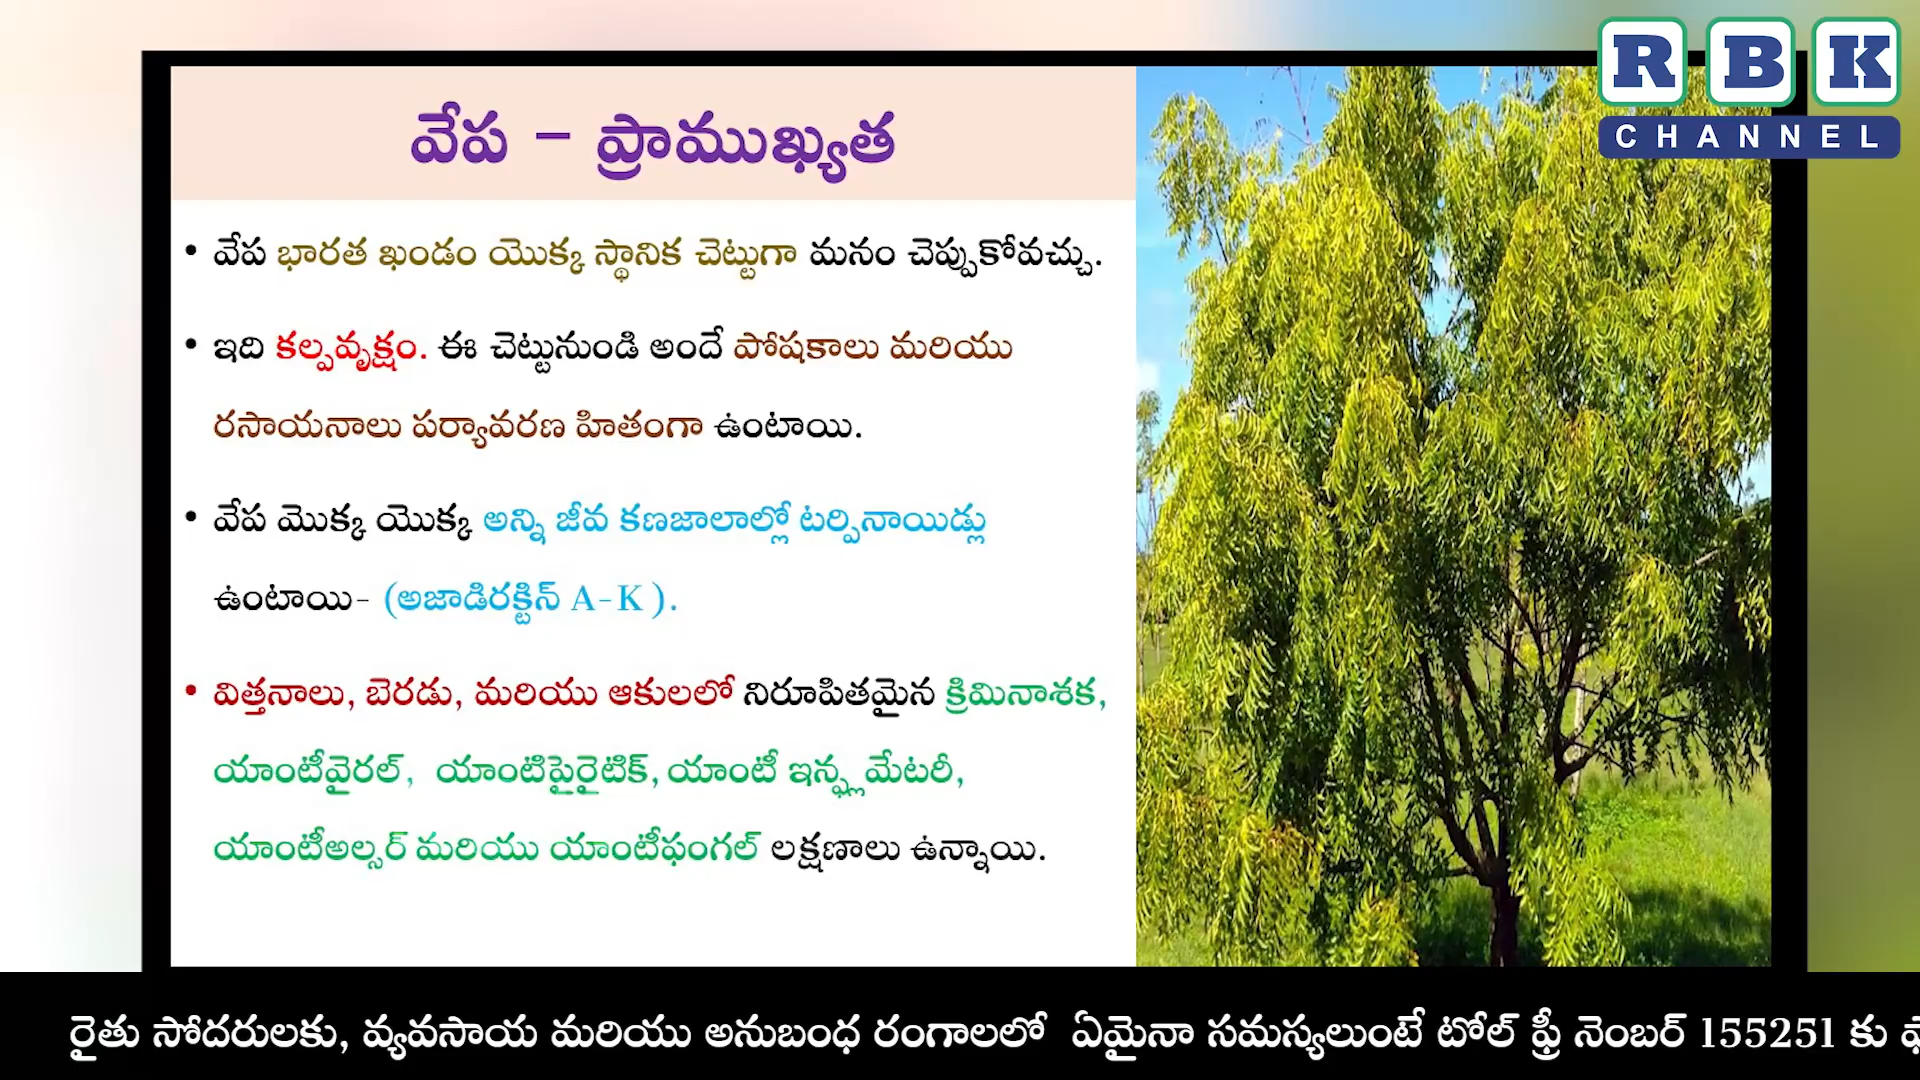 RBK
CHANNEL
వేప – ప్రాముఖ్యత
• వేప భారత ఖండం యొక్క స్థానిక చెట్టుగా మనం చెప్పుకోవచ్చు.
• ఇది కల్పవృక్షం. ఈ చెట్టునుండి అందే పోషకాలు మరియు
రసాయనాలు పర్యావరణ హితంగా ఉంటాయి.
• వేప మొక్క యొక్క అన్ని జీవ కణజాలాల్లో టర్పినాయిడ్లు
ఉంటాయి- (అజాడిరక్టిన్ A-K ).
• విత్తనాలు, బెరడు, మరియు ఆకులలో నిరూపితమైన క్రిమినాశక,
యాంటీవైరల్, యాంటిపైరైటిక్, యాంటీ ఇన్ఫ్లమేటరీ,
యాంటీఅల్సర్ మరియు యాంటీఫంగల్ లక్షణాలు ఉన్నాయి.
రైతు సోదరులకు, వ్యవసాయ మరియు అనుబంధ రంగాలలో ఏమైనా సమస్యలుంటే టోల్ ఫ్రీ నెంబర్ 155251 కు